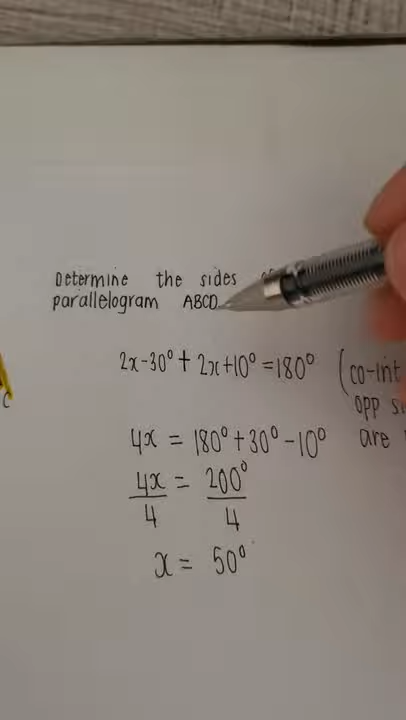 Determine the sides
parallelogram ABCD
2x-30° + 2x+10° = 180° (co-int
C
opp
4x = 180° + 30° - 10° are
4x = 200°
4 4
x = 50°